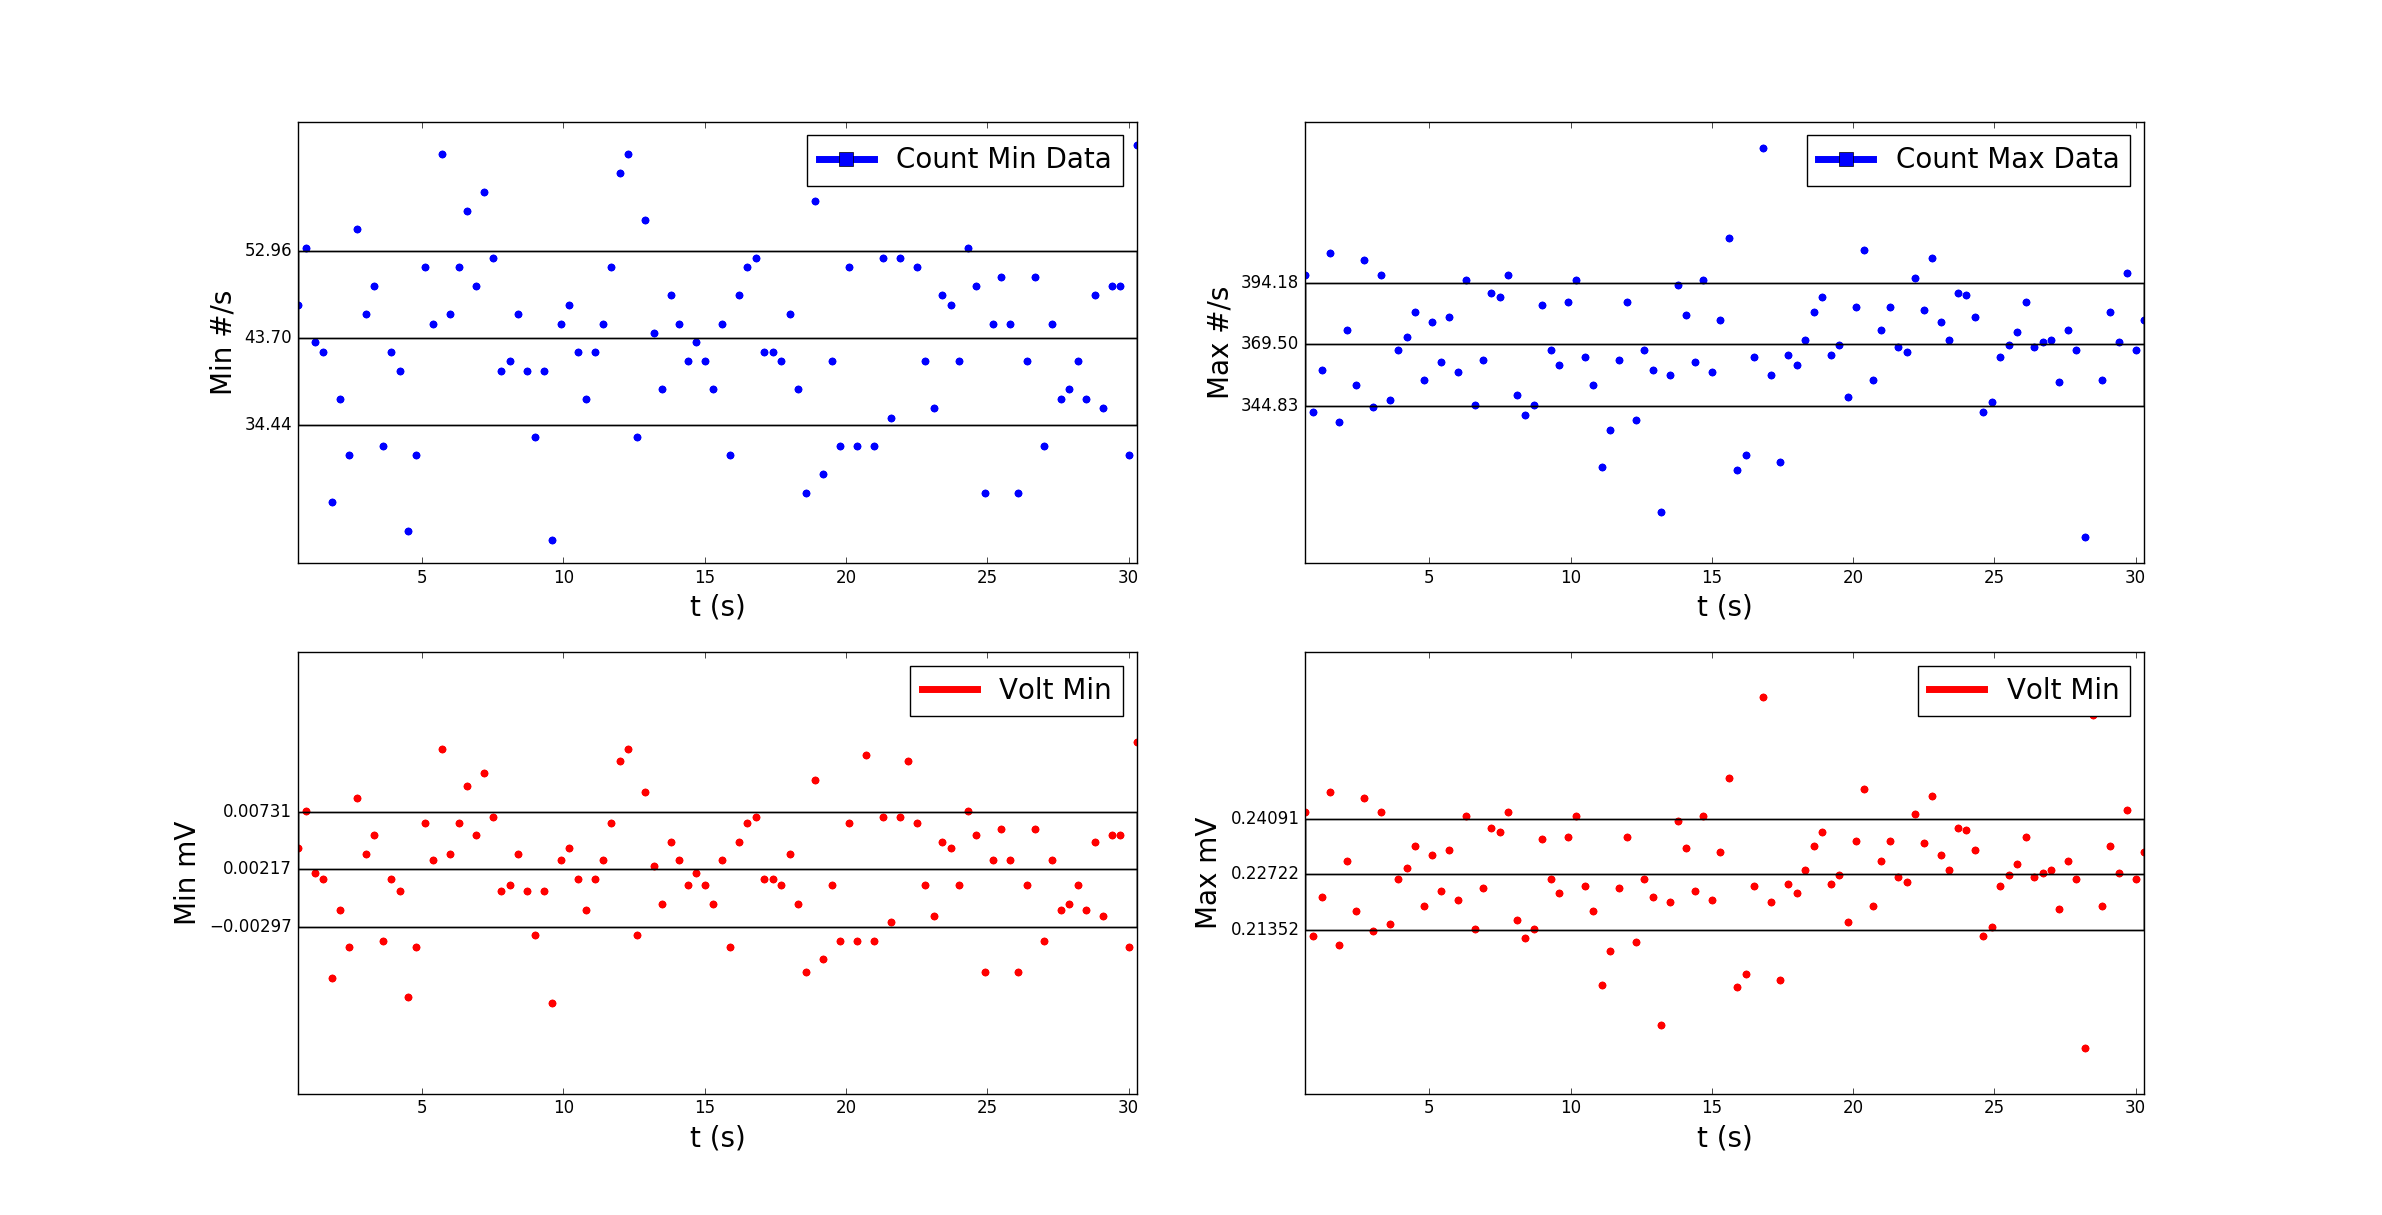 Count Min Data
52.96
43.70
34.44
Min #/s
5 10 15 20 25 30
t (s)
Count Max Data
394.18
369.50
344.83
Max #/s
5 10 15 20 25 30
t (s)
Volt Min
0.00731
0.00217
−0.00297
Min mV
5 10 15 20 25 30
t (s)
Volt Min
0.24091
0.22722
0.21352
Max mV
5 10 15 20 25 30
t (s)